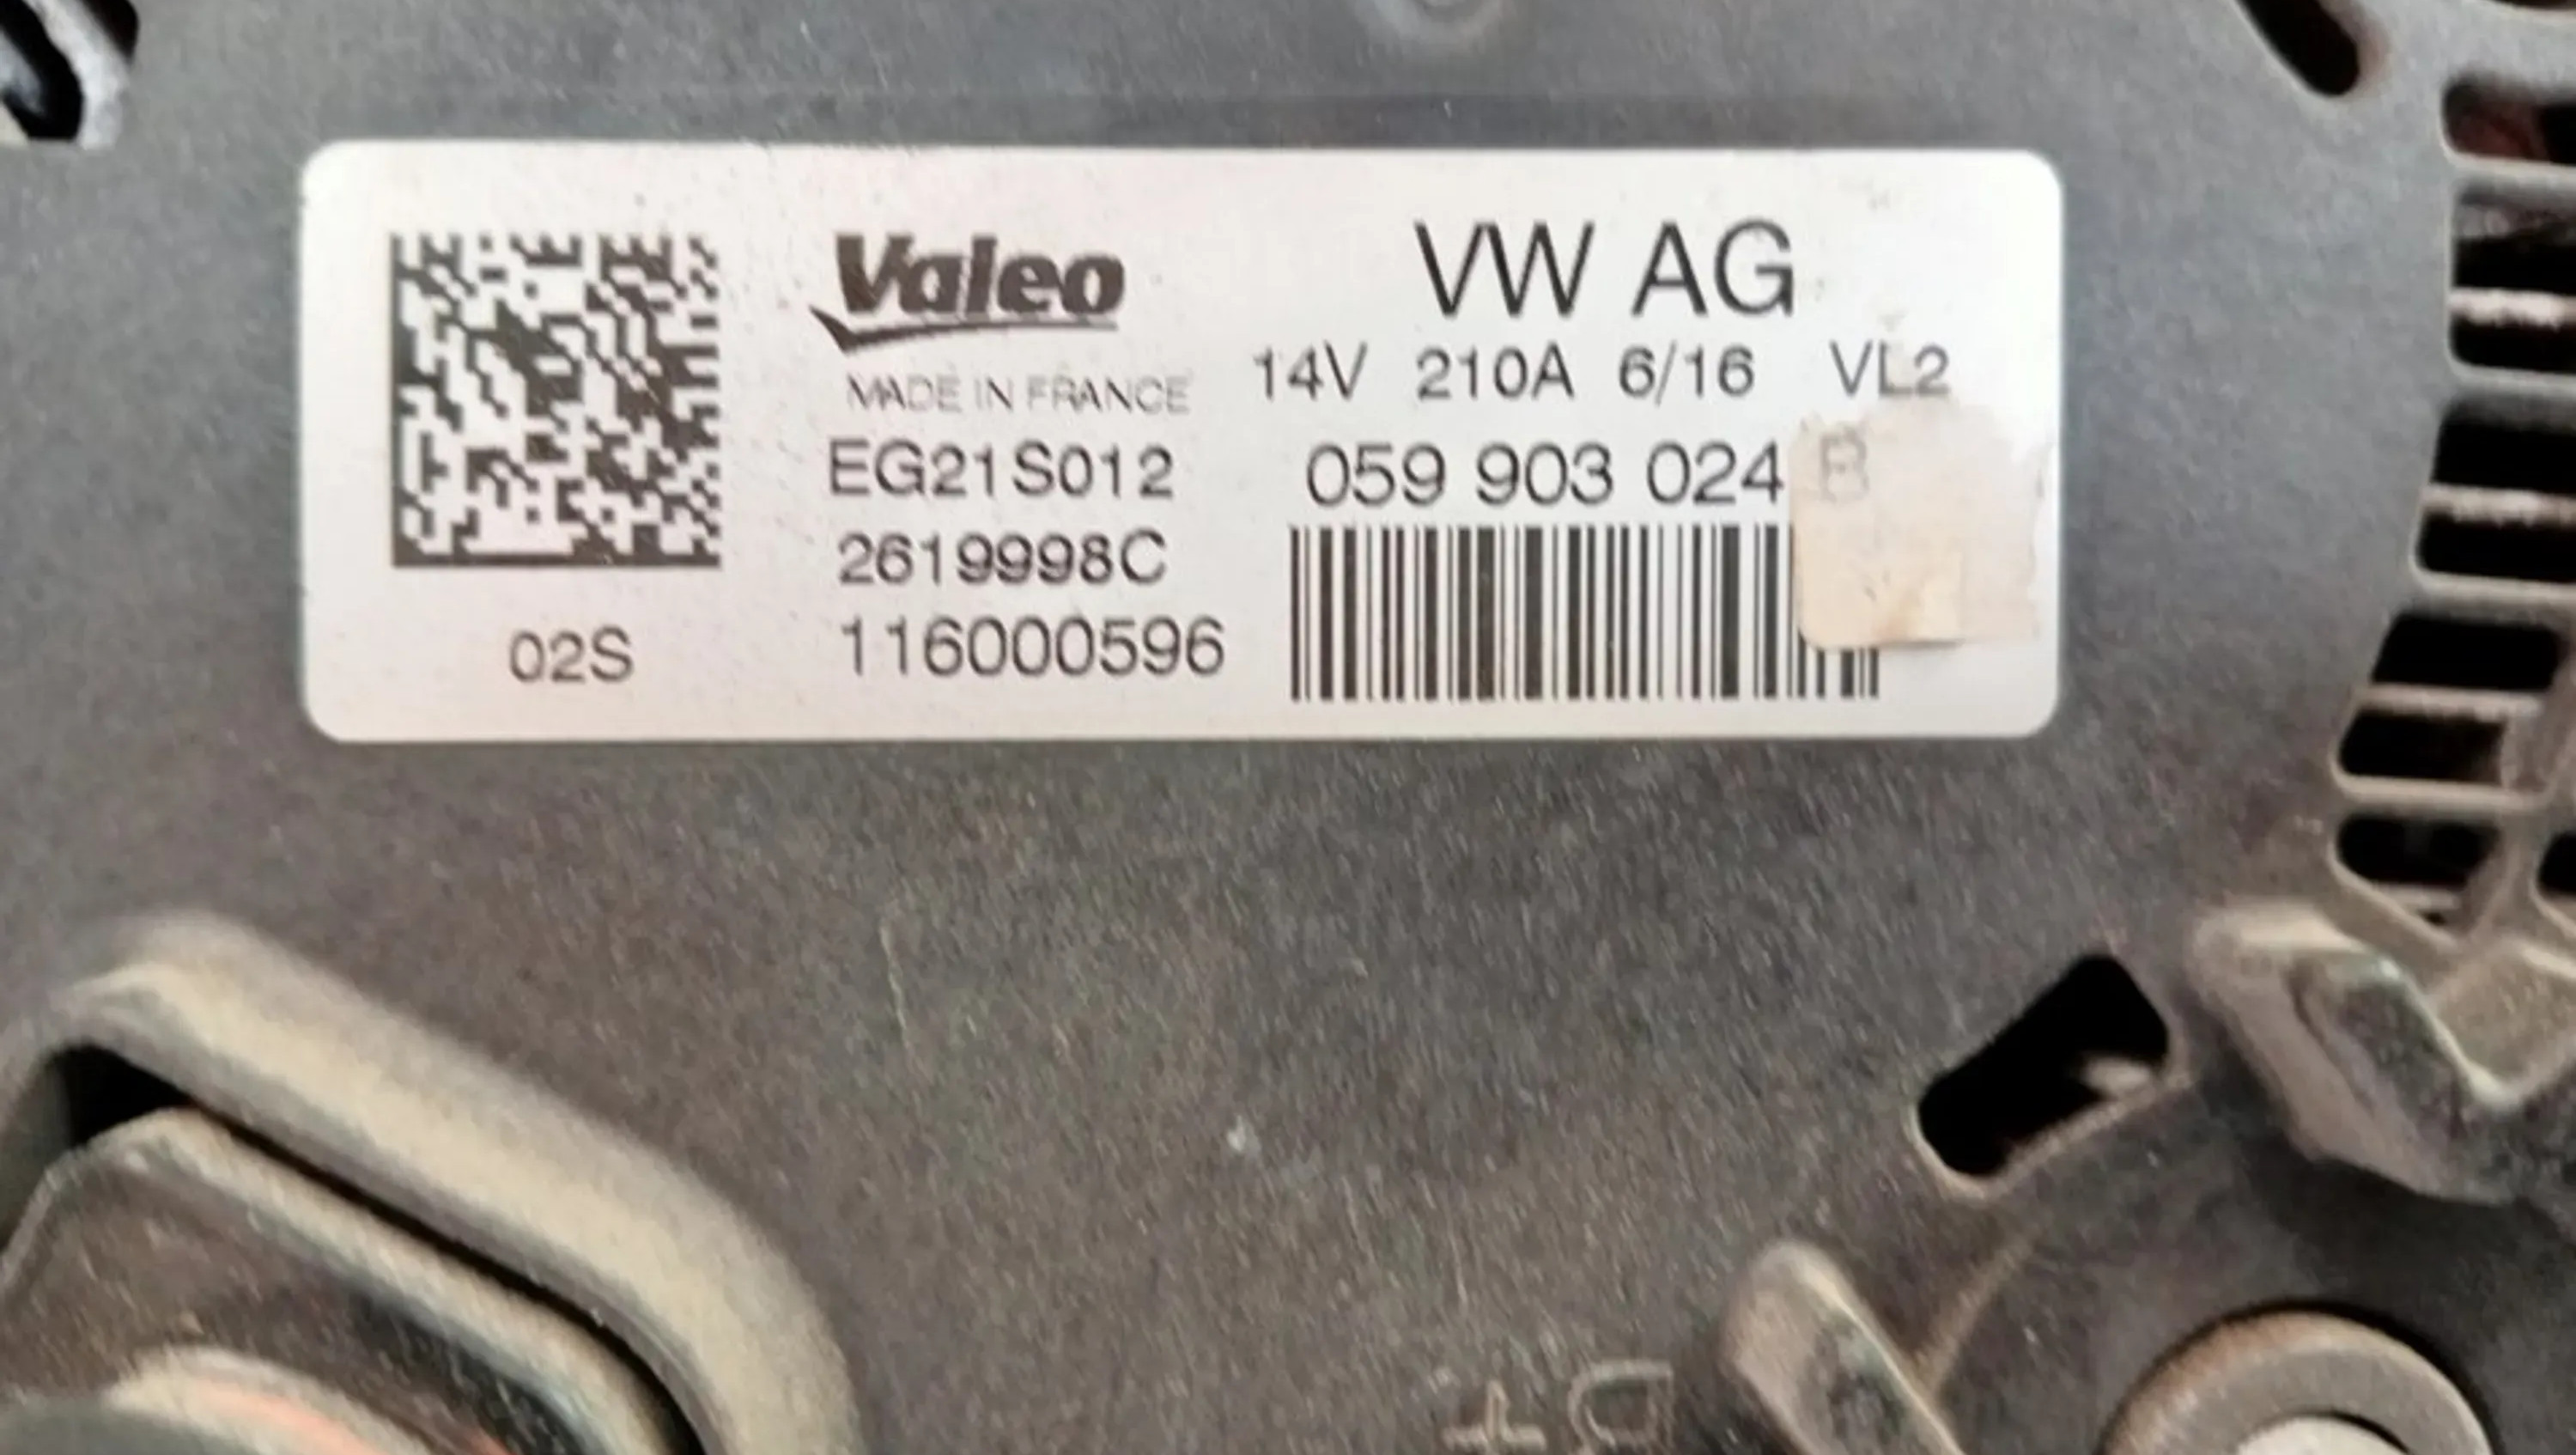 Valeo
MADE IN FRANCE
EG21S012
2619998C
116000596
02S
VW AG
14V 210A 6/16 VL2
059 903 024
B+